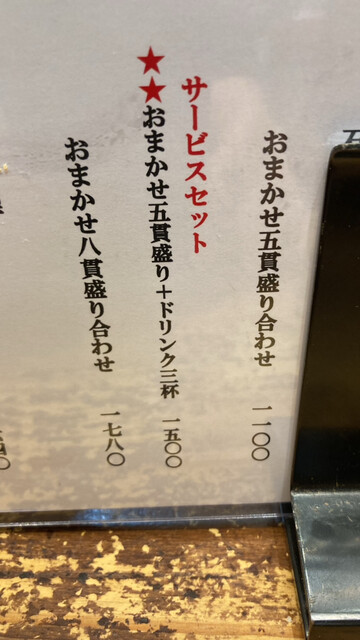 おまかせ五貫盛り合わせ 一一〇〇
サービスセット
★★おまかせ五貫盛り+ドリンク三杯 一五〇〇
おまかせ八貫盛り合わせ 一七八〇